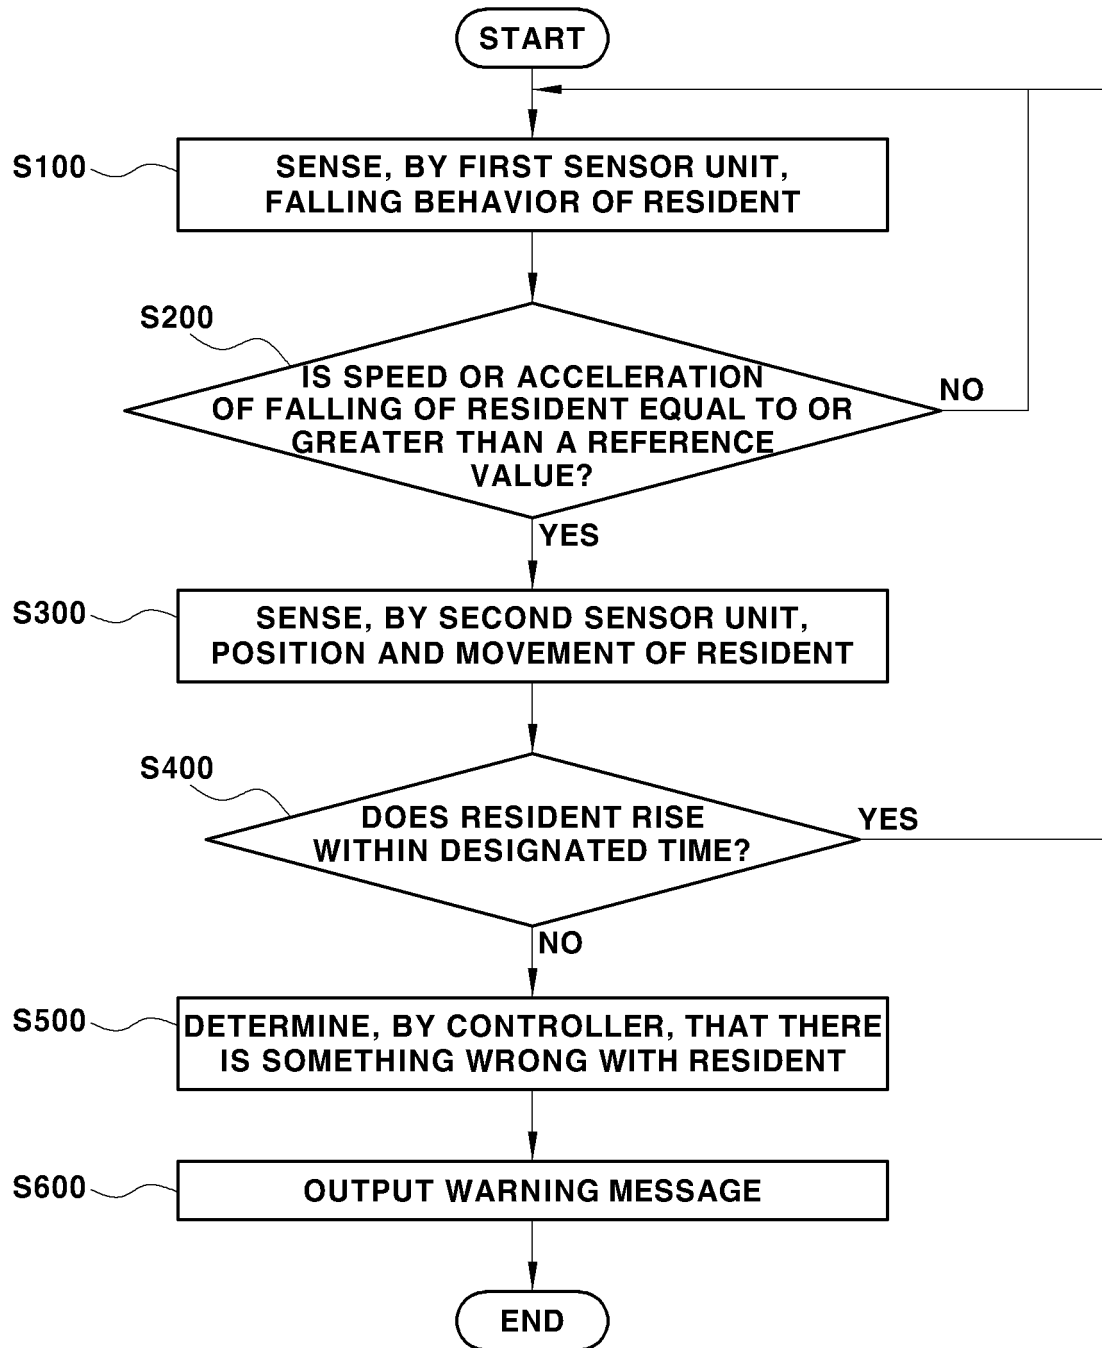 START
S100
SENSE, BY FIRST SENSOR UNIT,
FALLING BEHAVIOR OF RESIDENT
S200
IS SPEED OR ACCELERATION
OF FALLING OF RESIDENT EQUAL TO OR
GREATER THAN A REFERENCE
VALUE?
NO
YES
S300
SENSE, BY SECOND SENSOR UNIT,
POSITION AND MOVEMENT OF RESIDENT
S400
DOES RESIDENT RISE
WITHIN DESIGNATED TIME?
YES
NO
S500
DETERMINE, BY CONTROLLER, THAT THERE
IS SOMETHING WRONG WITH RESIDENT
S600
OUTPUT WARNING MESSAGE
END